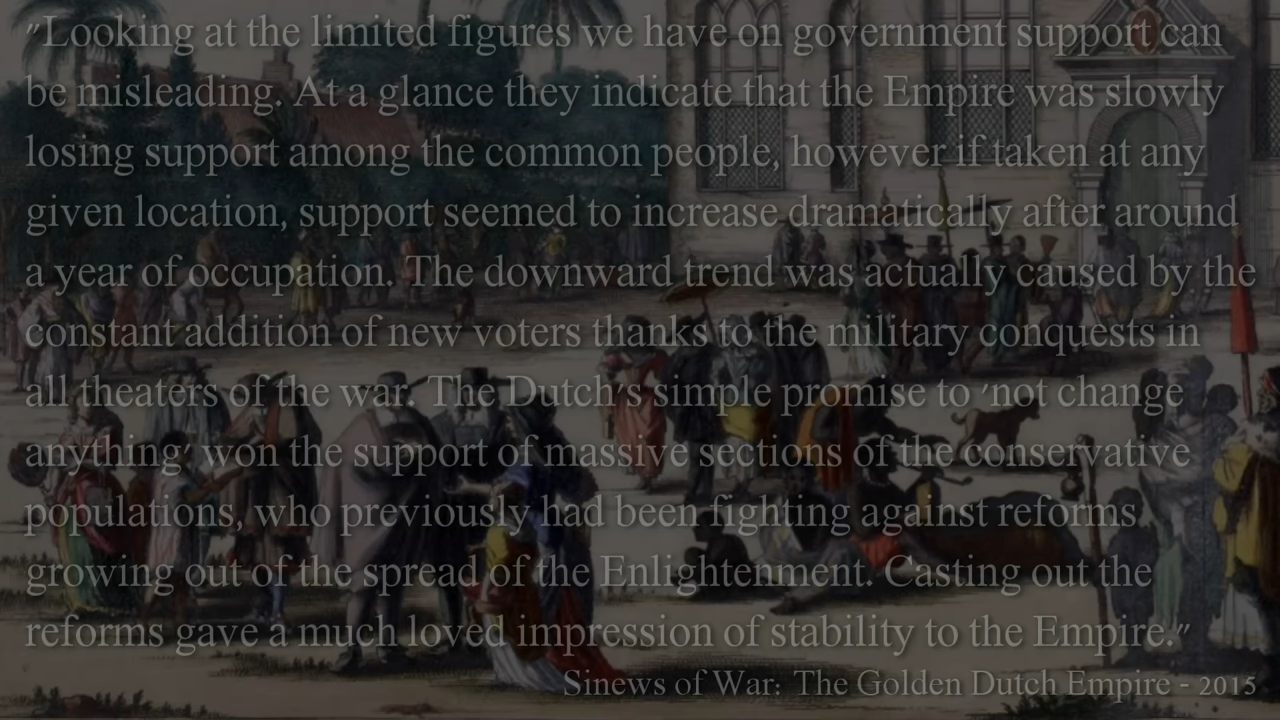 "Looking at the limited figures we have on government support can
be misleading. At a glance they indicate that the Empire was slowly
losing support among the common people, however if taken at any
given location, support seemed to increase dramatically after around
a year of occupation. The downward trend was actually caused by the
constant addition of new voters thanks to the military conquests in
all theaters of the war. The Dutch's simple promise to 'not change
anything' won the support of massive sections of the conservative
populations, who previously had been fighting against reforms
growing out of the spread of the Enlightenment. Casting out the
reforms gave a much loved impression of stability to the Empire."
Sinews of War: The Golden Dutch Empire - 2015